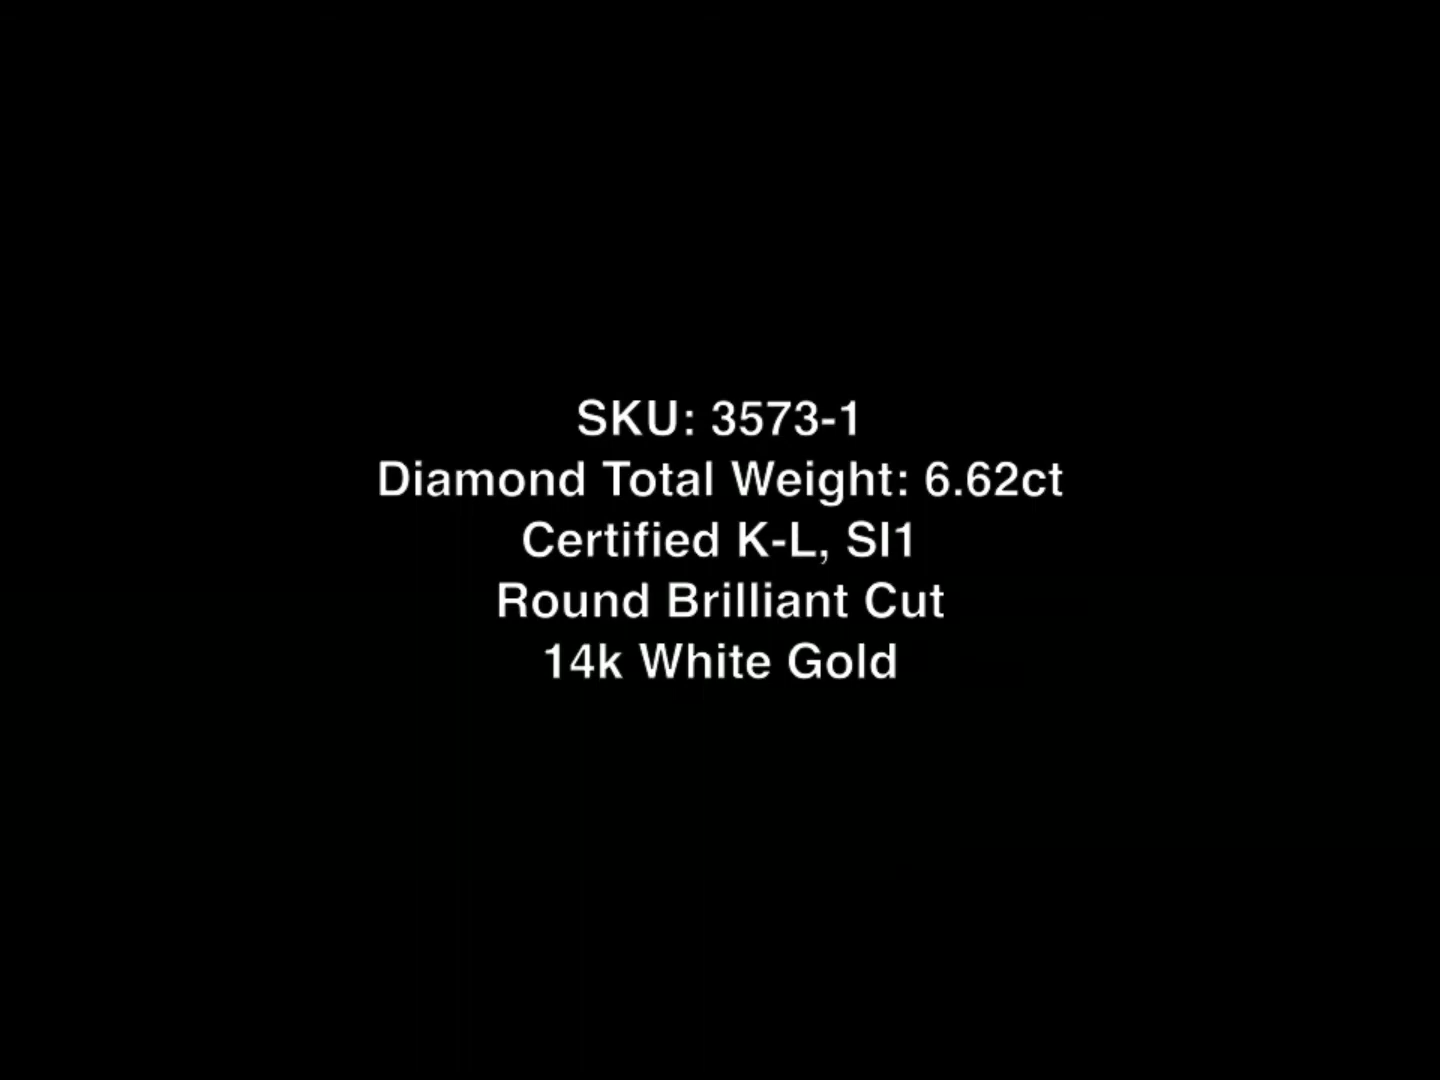 SKU: 3573-1
Diamond Total Weight: 6.62ct
Certified K-L, SI1
Round Brilliant Cut
14k White Gold